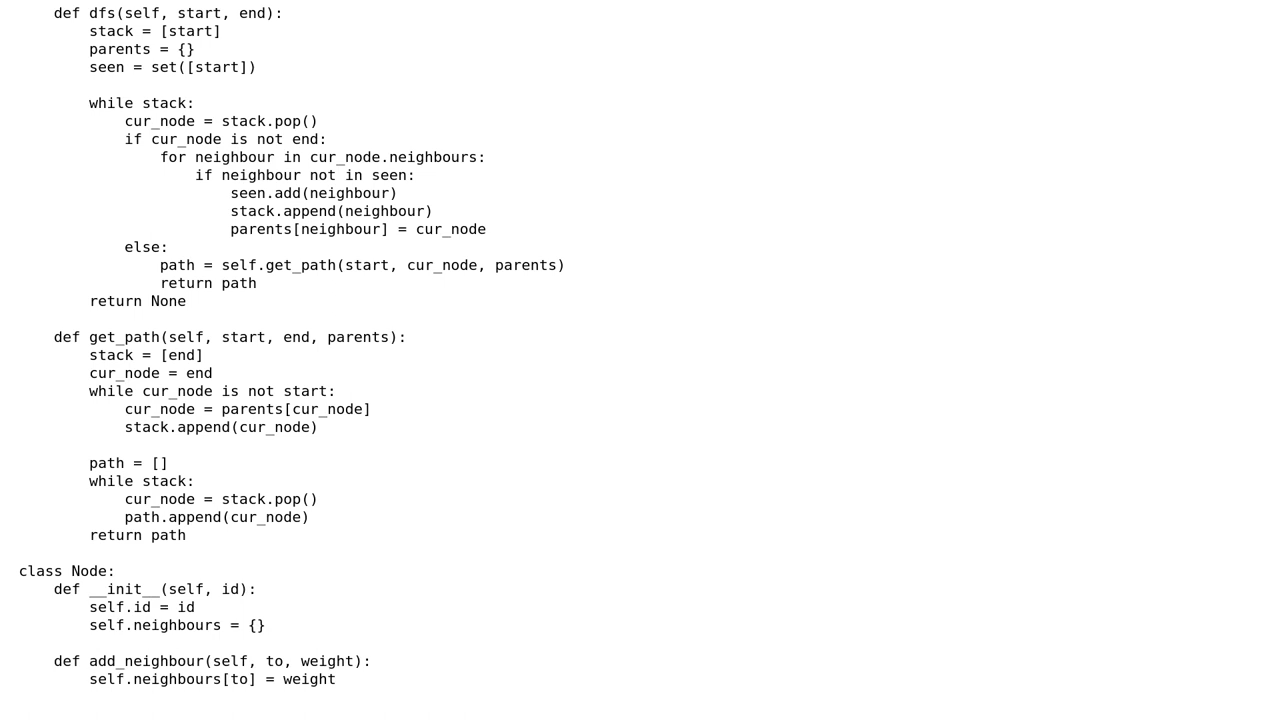 def dfs(self, start, end):
        stack = [start]
        parents = {}
        seen = set([start])

        while stack:
            cur_node = stack.pop()
            if cur_node is not end:
                for neighbour in cur_node.neighbours:
                    if neighbour not in seen:
                        seen.add(neighbour)
                        stack.append(neighbour)
                        parents[neighbour] = cur_node
            else:
                path = self.get_path(start, cur_node, parents)
                return path
        return None

    def get_path(self, start, end, parents):
        stack = [end]
        cur_node = end
        while cur_node is not start:
            cur_node = parents[cur_node]
            stack.append(cur_node)

        path = []
        while stack:
            cur_node = stack.pop()
            path.append(cur_node)
        return path

class Node:
    def __init__(self, id):
        self.id = id
        self.neighbours = {}

    def add_neighbour(self, to, weight):
        self.neighbours[to] = weight